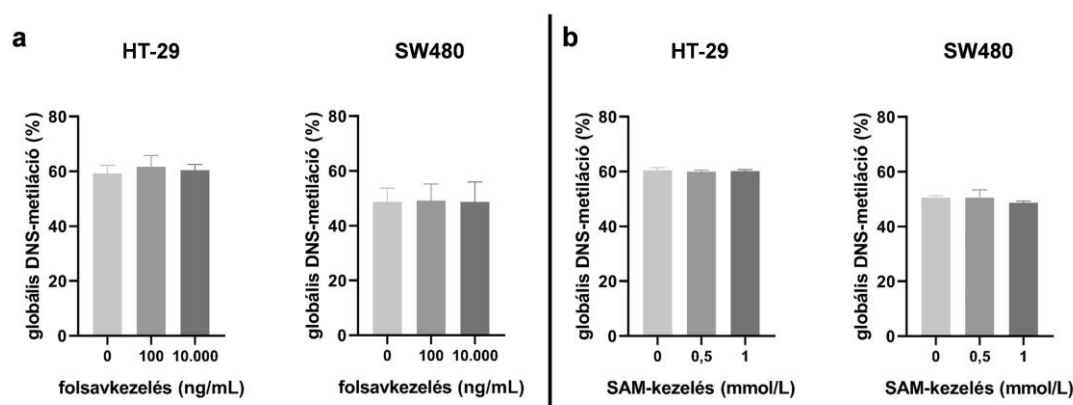 a
HT-29
globális DNS-metiláció (%)
80
60
40
20
0
0 100 10.000
folsavkezelés (ng/mL)
SW480
globális DNS-metiláció (%)
80
60
40
20
0
0 100 10.000
folsavkezelés (ng/mL)
b
HT-29
globális DNS-metiláció (%)
80
60
40
20
0
0 0,5 1
SAM-kezelés (mmol/L)
SW480
globális DNS-metiláció (%)
80
60
40
20
0
0 0,5 1
SAM-kezelés (mmol/L)